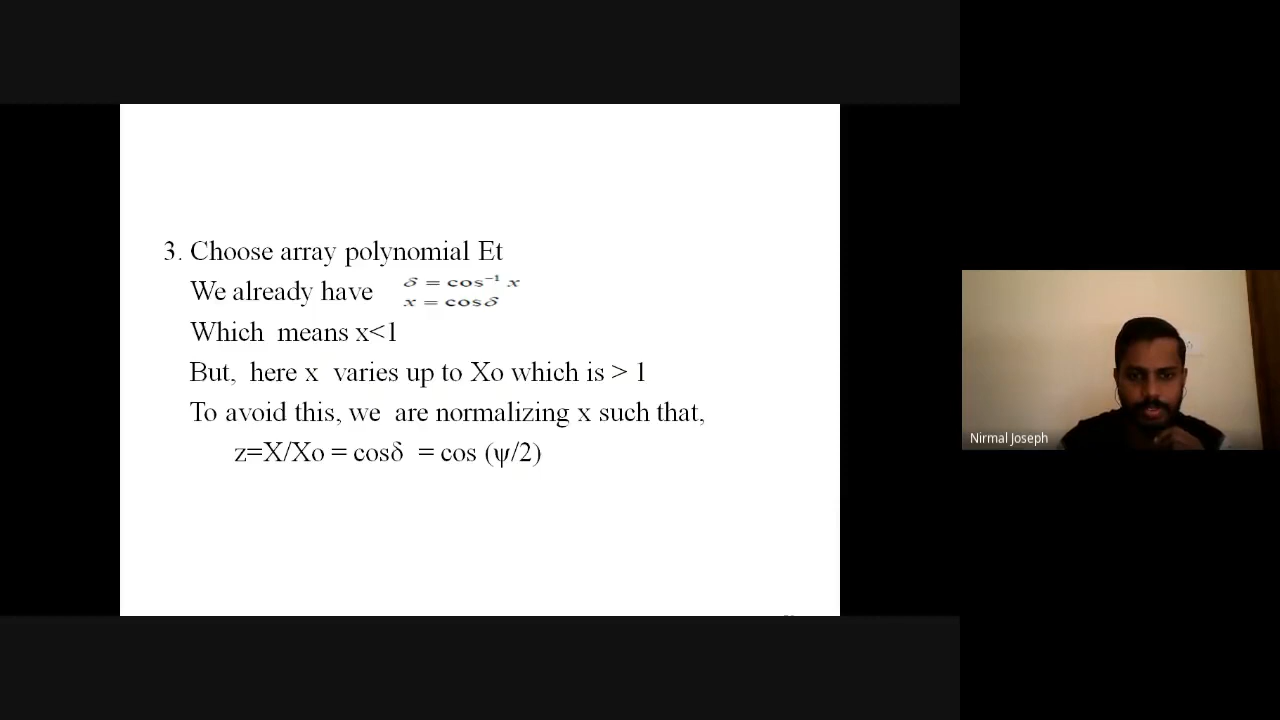 3. Choose array polynomial Et
We already have δ = cos⁻¹ x
x = cosδ
Which means x<1
But, here x varies up to Xo which is > 1
To avoid this, we are normalizing x such that,
z=X/Xo = cosδ = cos (ψ/2)
Nirmal Joseph